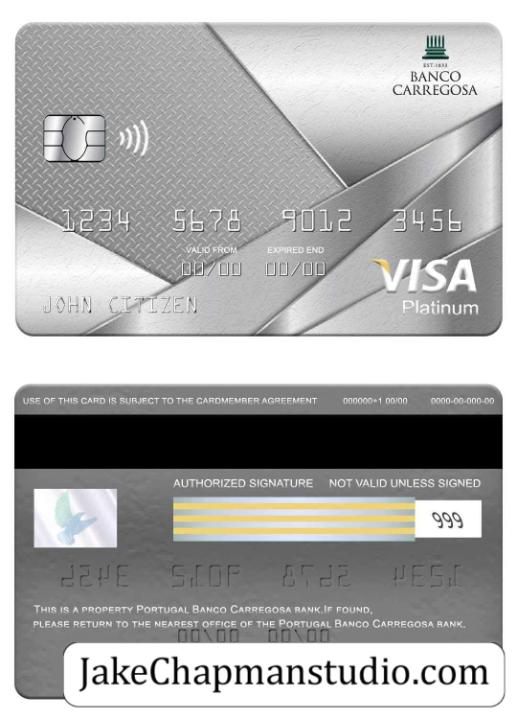 EST. 1833
BANCO
CARREGOSA
1234 5678 9012 3456
VALID FROM EXPIRED END
00/00 00/00
JOHN CITIZEN
VISA
Platinum
USE OF THIS CARD IS SUBJECT TO THE CARDMEMBER AGREEMENT 000000+1 00/00 0000-00-000-00
AUTHORIZED SIGNATURE NOT VALID UNLESS SIGNED
999
THIS IS A PROPERTY PORTUGAL BANCO CARREGOSA BANK.IF FOUND,
PLEASE RETURN TO THE NEAREST OFFICE OF THE PORTUGAL BANCO CARREGOSA BANK.
00/00 00/00
JakeChapmanstudio.com